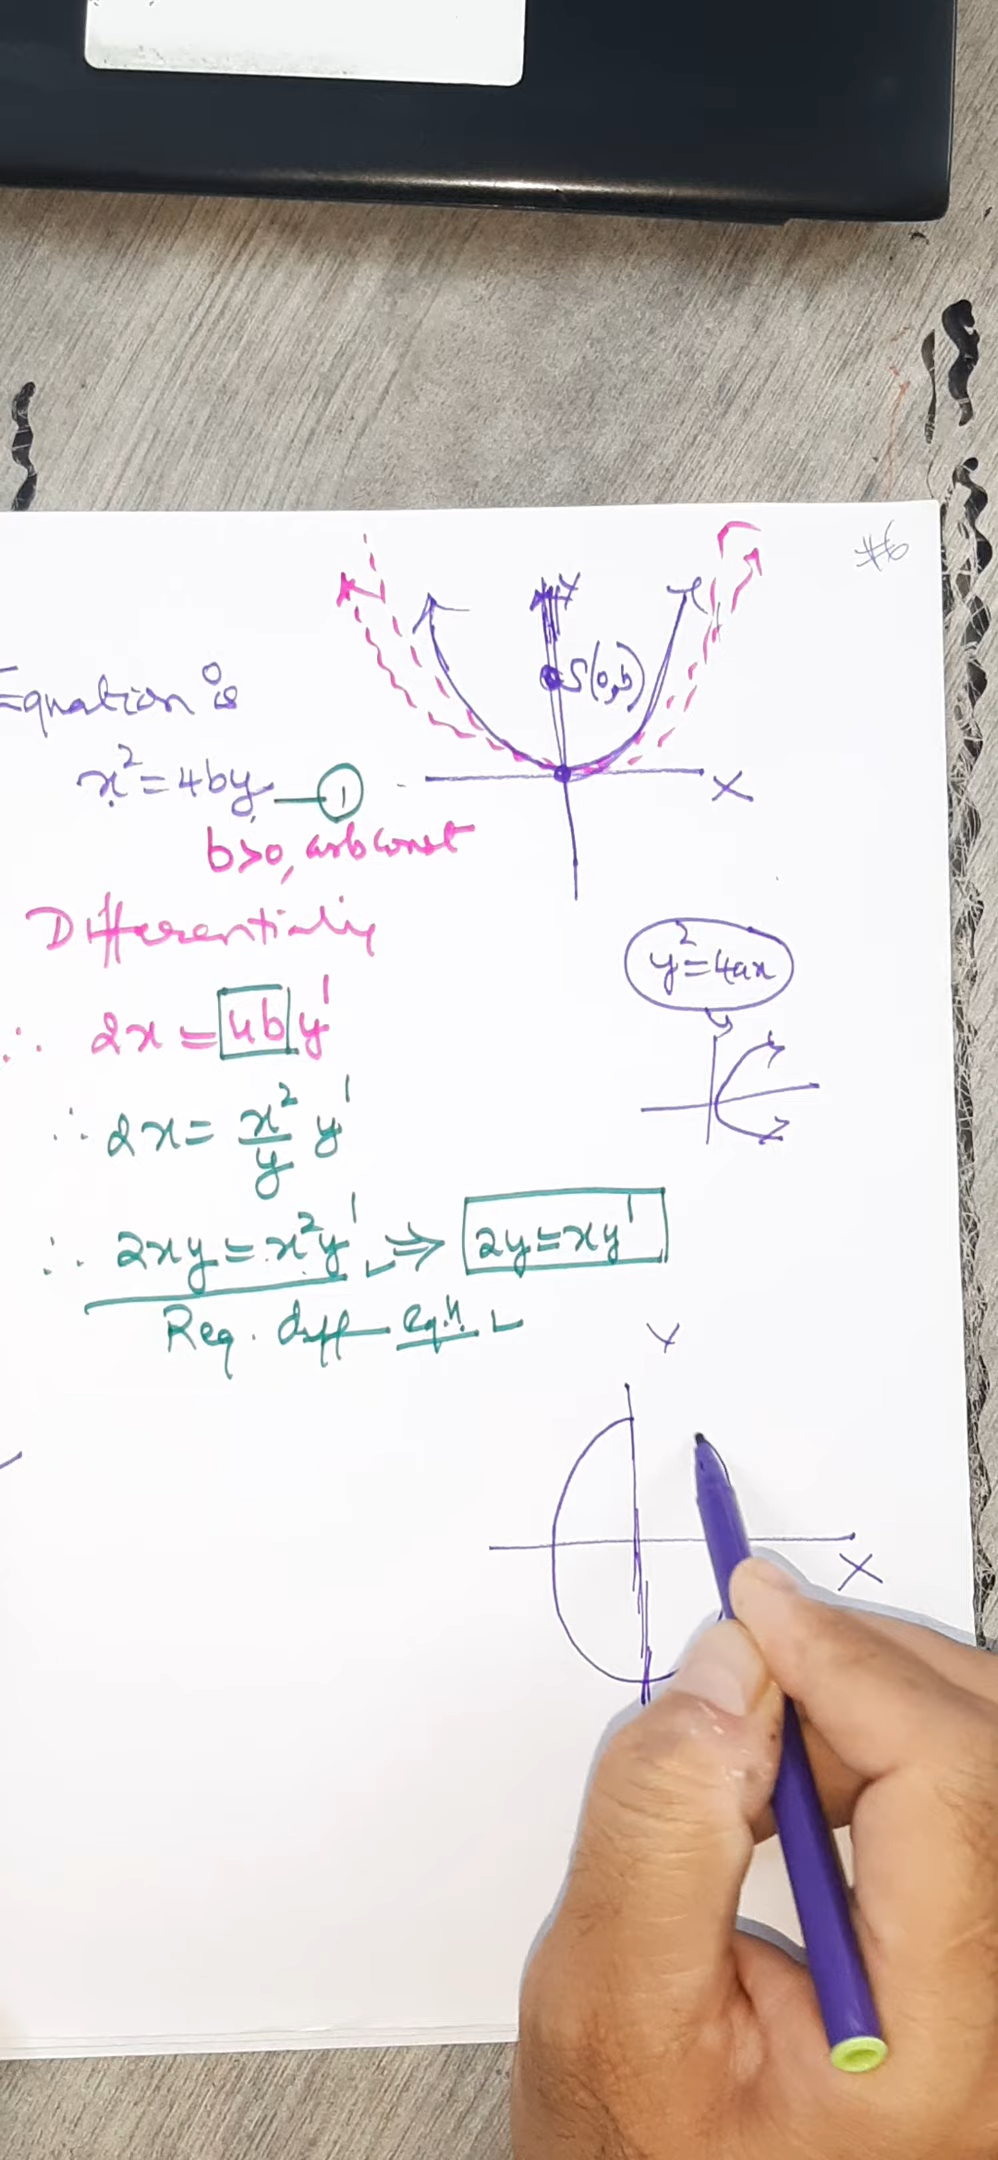 #6
Y
S(0,b)
Equation is
x² = 4by —①
X
b>0, arb const
Differentially
y² = 4ax
∴ 2x = 4b y'
∴ 2x = x²/y y'
∴ 2xy = x²y' ⇒ 2y = xy'
Req. diff eqn.
Y
X